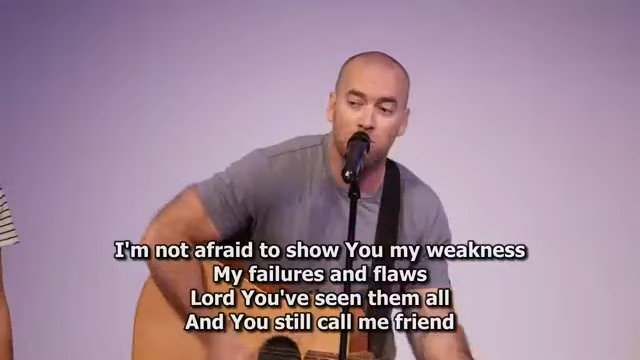 I'm not afraid to show You my weakness
My failures and flaws
Lord You've seen them all
And You still call me friend